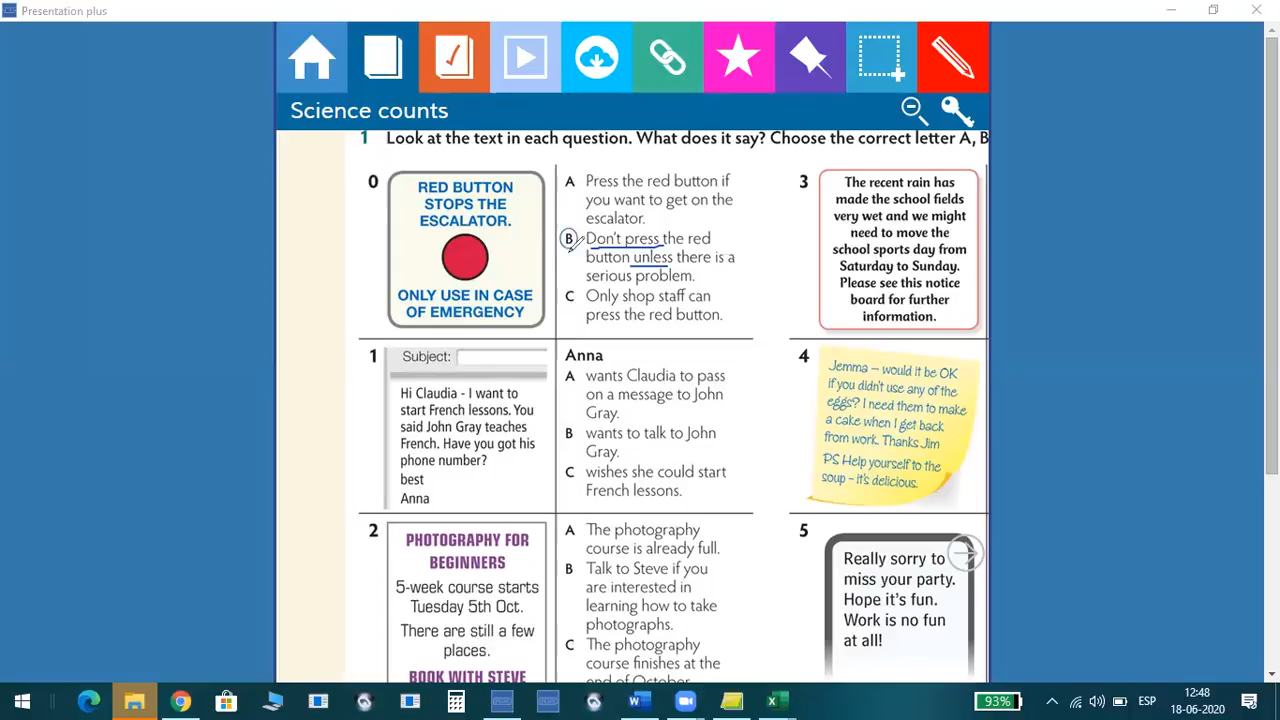 Presentation plus
Science counts
1 Look at the text in each question. What does it say? Choose the correct letter A, B
0
RED BUTTON
STOPS THE
ESCALATOR.
ONLY USE IN CASE
OF EMERGENCY
A Press the red button if
you want to get on the
escalator.
B Don't press the red
button unless there is a
serious problem.
C Only shop staff can
press the red button.
1
Subject:
Hi Claudia - I want to
start French lessons. You
said John Gray teaches
French. Have you got his
phone number?
best
Anna
Anna
A wants Claudia to pass
on a message to John
Gray.
B wants to talk to John
Gray.
C wishes she could start
French lessons.
2
PHOTOGRAPHY FOR
BEGINNERS
5-week course starts
Tuesday 5th Oct.
There are still a few
places.
BOOK WITH STEVE
A The photography
course is already full.
B Talk to Steve if you
are interested in
learning how to take
photographs.
C The photography
course finishes at the
end of October
3
The recent rain has
made the school fields
very wet and we might
need to move the
school sports day from
Saturday to Sunday.
Please see this notice
board for further
information.
4
Jemma – would it be OK
if you didn't use any of the
eggs? I need them to make
a cake when I get back
from work. Thanks Jim
PS Help yourself to the
soup – it's delicious.
5
Really sorry to
miss your party.
Hope it's fun.
Work is no fun
at all!
93%
ESP
12:48
18-06-2020